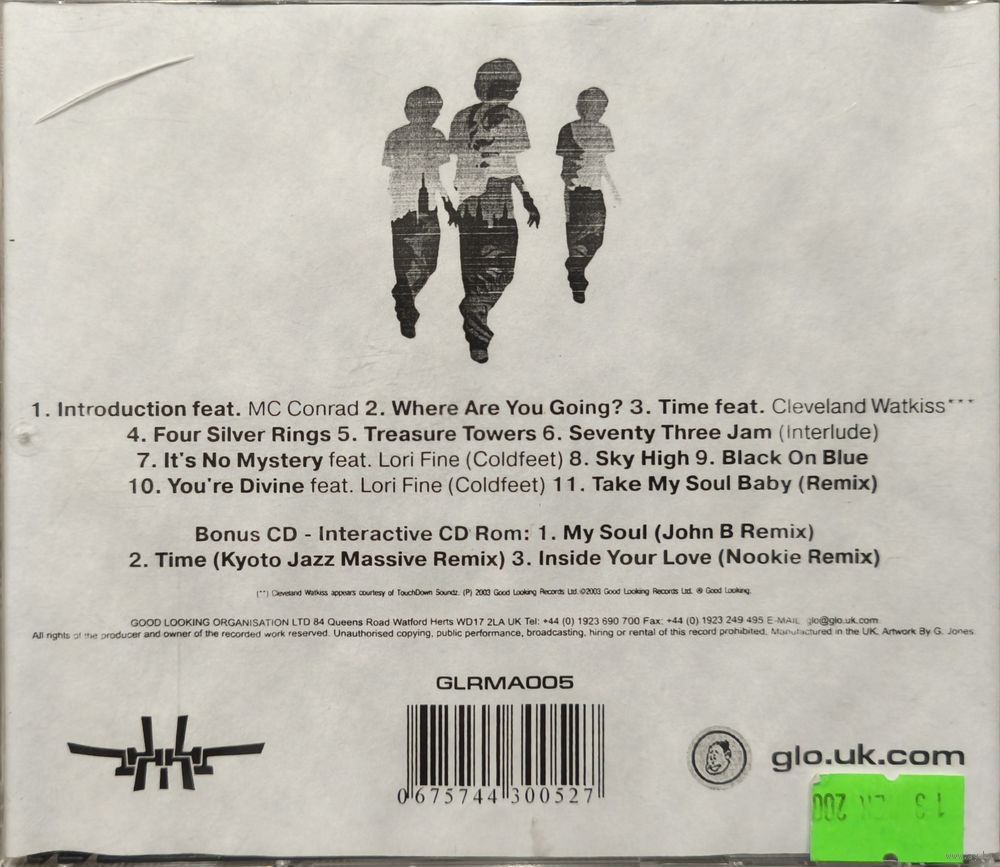 1. Introduction feat. MC Conrad 2. Where Are You Going? 3. Time feat. Cleveland Watkiss***
4. Four Silver Rings 5. Treasure Towers 6. Seventy Three Jam (Interlude)
7. It's No Mystery feat. Lori Fine (Coldfeet) 8. Sky High 9. Black On Blue
10. You're Divine feat. Lori Fine (Coldfeet) 11. Take My Soul Baby (Remix)
Bonus CD - Interactive CD Rom: 1. My Soul (John B Remix)
2. Time (Kyoto Jazz Massive Remix) 3. Inside Your Love (Nookie Remix)
(**) Cleveland Watkiss appears courtesy of TouchDown Soundz. (P) 2003 Good Looking Records Ltd. ©2003 Good Looking Records Ltd. ® Good Looking.
GOOD LOOKING ORGANISATION LTD 84 Queens Road Watford Herts WD17 2LA UK Tel: +44 (0) 1923 690 700 Fax: +44 (0) 1923 249 495 E-MAIL glo@glo.uk.com
All rights of the producer and owner of the recorded work reserved. Unauthorised copying, public performance, broadcasting, hiring or rental of this record prohibited. Manufactured in the UK. Artwork By G. Jones
GLRMA005
0 675744 300527
glo.uk.com